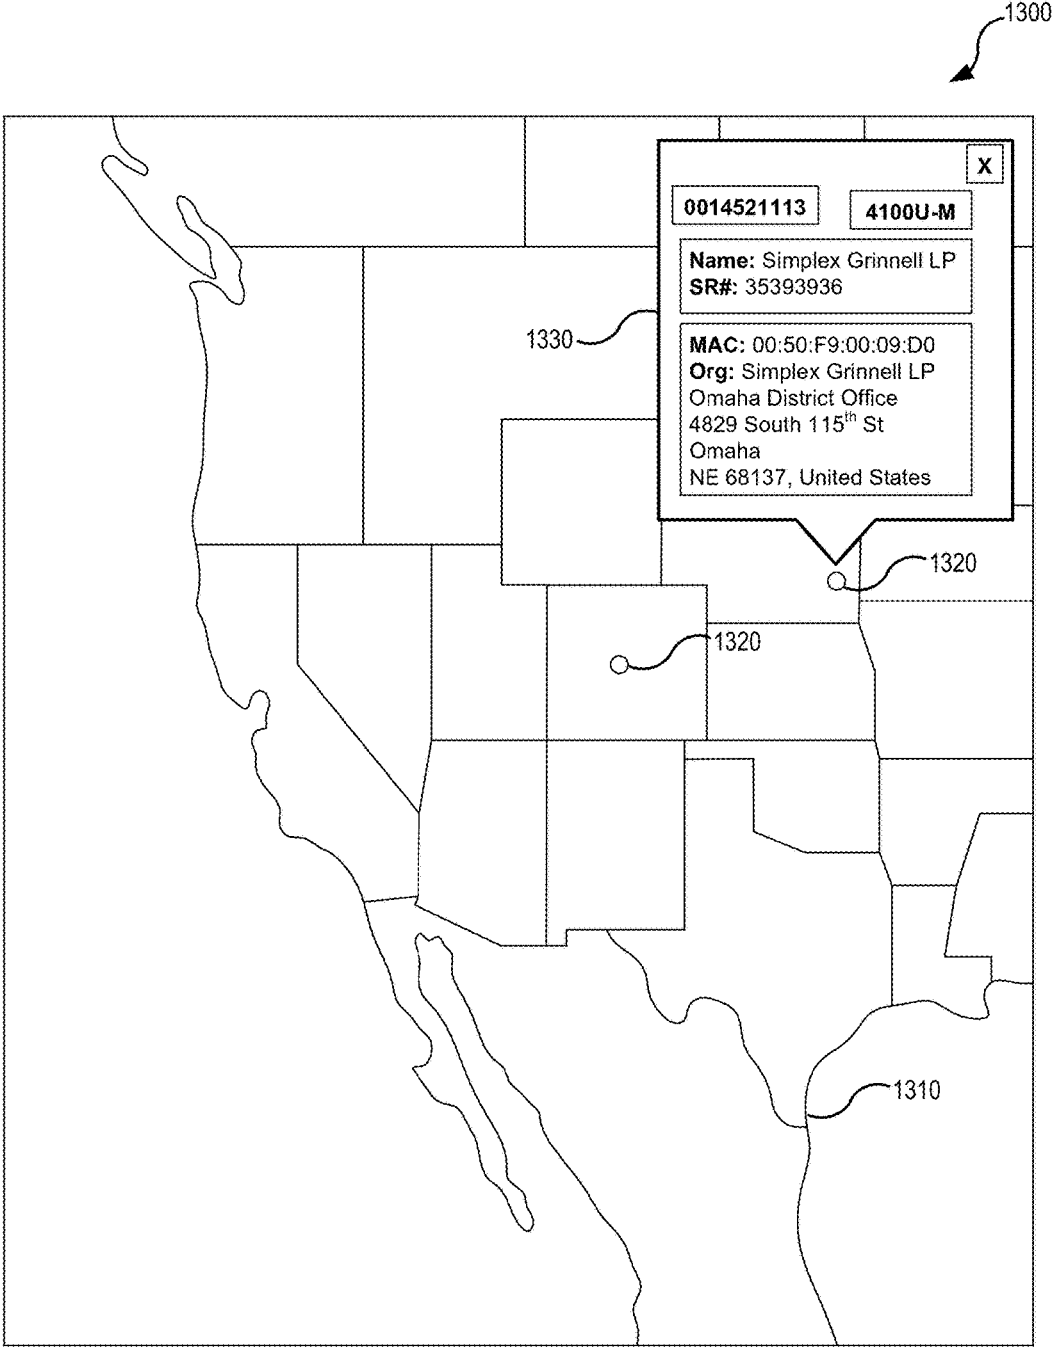 1300
X
0014521113
4100U-M
Name: Simplex Grinnell LP
SR#: 35393936
1330
MAC: 00:50:F9:00:09:D0
Org: Simplex Grinnell LP
Omaha District Office
4829 South 115th St
Omaha
NE 68137, United States
1320
1320
1310